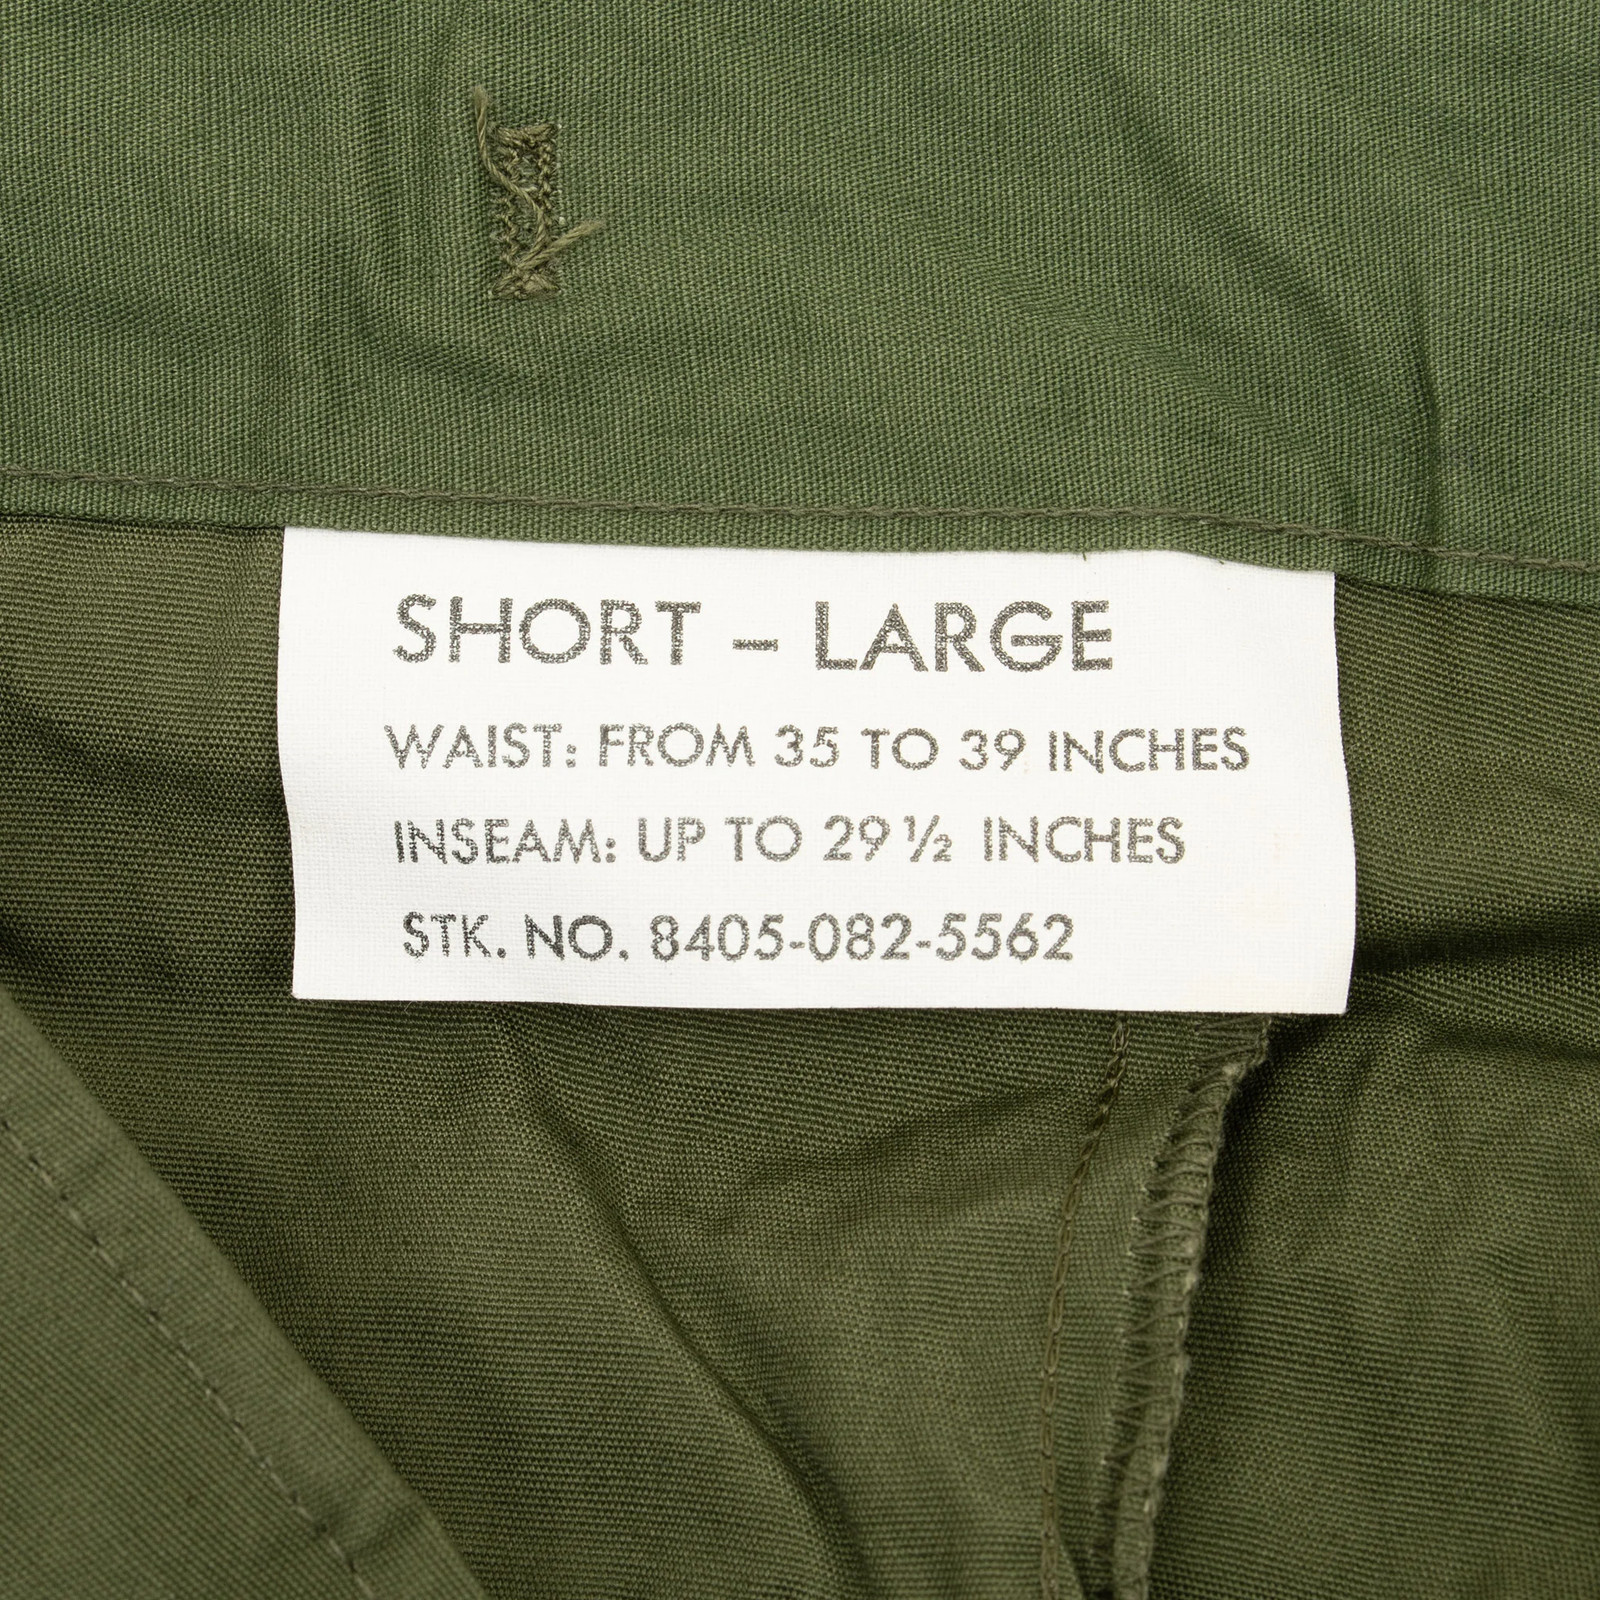 SHORT – LARGE
WAIST: FROM 35 TO 39 INCHES
INSEAM: UP TO 29 ½ INCHES
STK. NO. 8405-082-5562